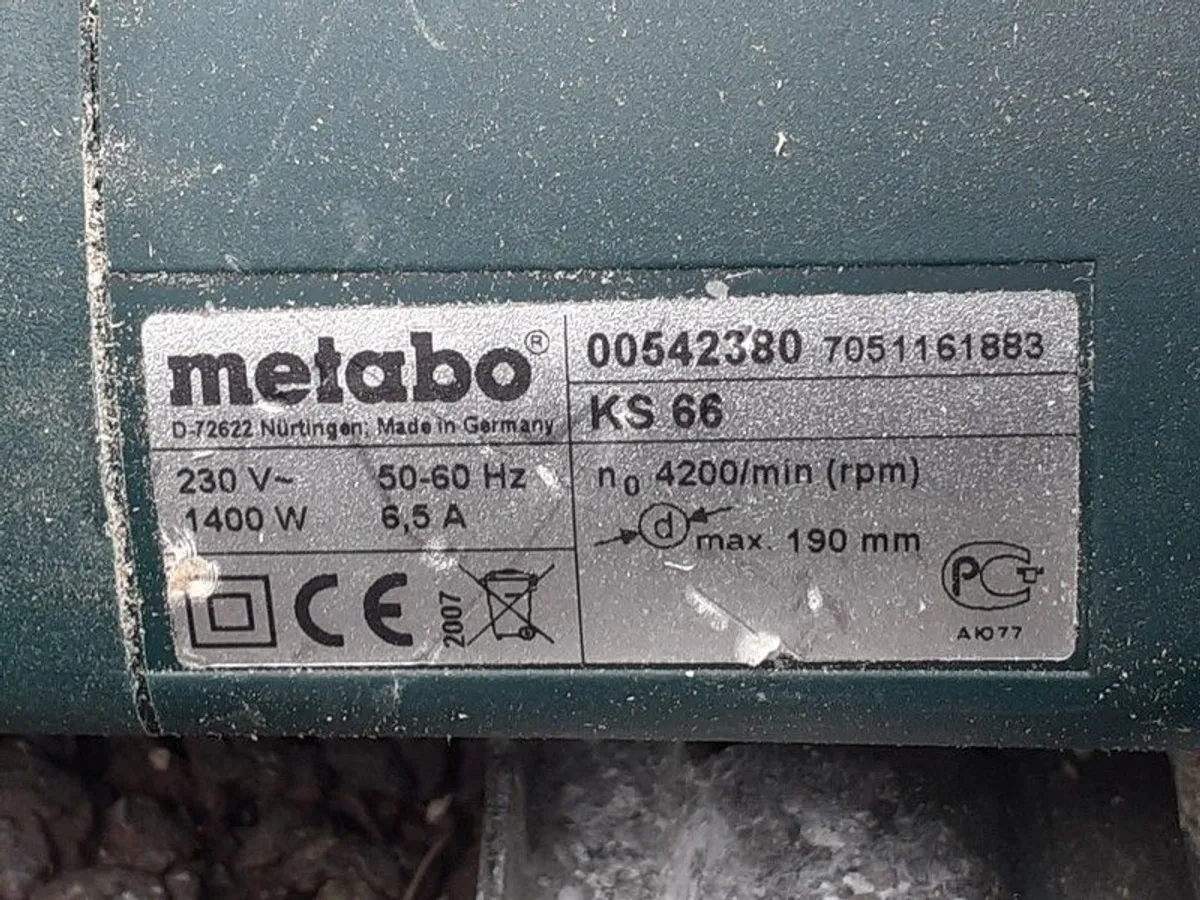 metabo®
D-72622 Nürtingen, Made in Germany
00542380 7051161883
KS 66
230 V~ 50-60 Hz
1400 W 6,5 A
n0 4200/min (rpm)
d max. 190 mm
CE 2007
PCT
АЮ77